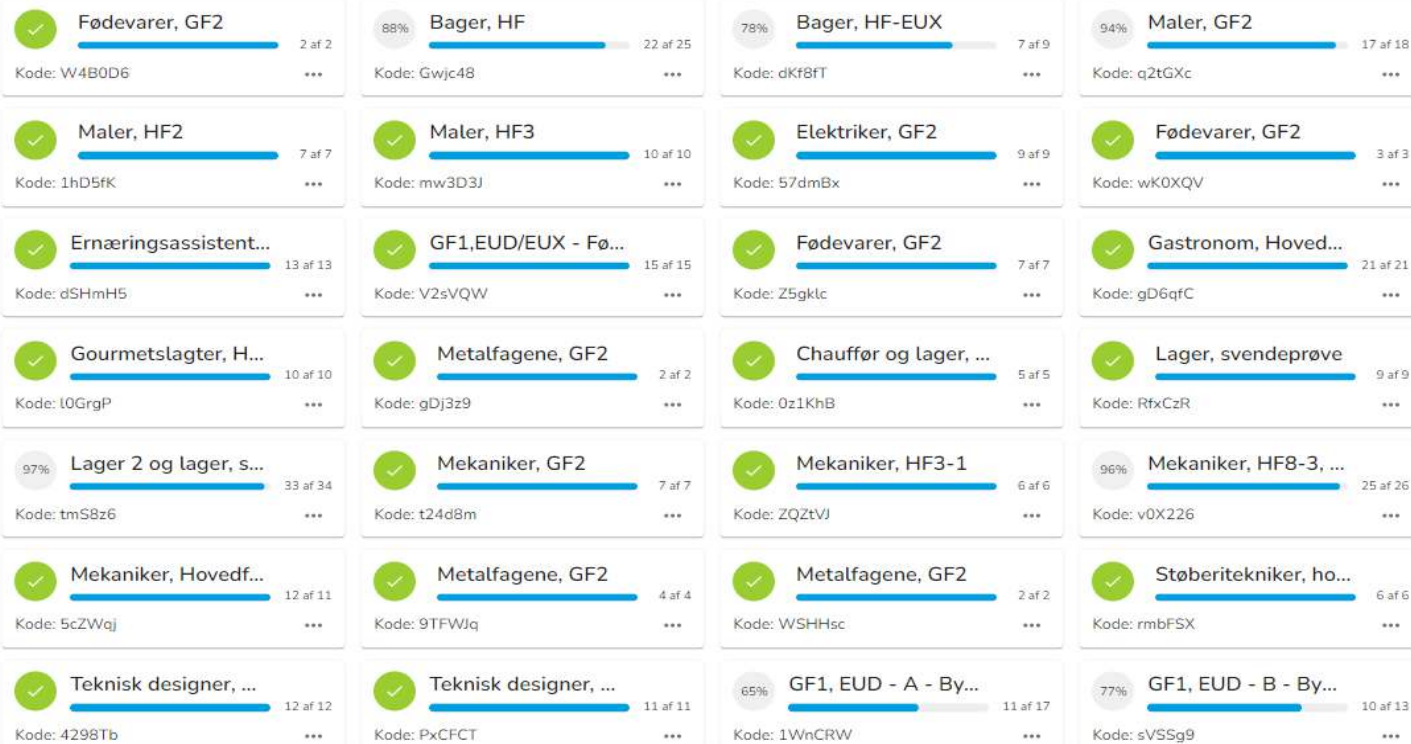 Fødevarer, GF2
2 af 2
Kode: W4B0D6
88%
Bager, HF
22 af 25
Kode: Gwjc48
78%
Bager, HF-EUX
7 af 9
Kode: dKf8fT
94%
Maler, GF2
17 af 18
Kode: q2tGXc
Maler, HF2
7 af 7
Kode: 1hD5fK
Maler, HF3
10 af 10
Kode: mw3D3J
Elektriker, GF2
9 af 9
Kode: 57dmBx
Fødevarer, GF2
3 af 3
Kode: wK0XQV
Ernæringsassistent...
13 af 13
Kode: dSHmH5
GF1,EUD/EUX - Fø...
15 af 15
Kode: V2sVQW
Fødevarer, GF2
7 af 7
Kode: Z5gklc
Gastronom, Hoved...
21 af 21
Kode: gD6qfC
Gourmetslagter, H...
10 af 10
Kode: l0GrgP
Metalfagene, GF2
2 af 2
Kode: gDj3z9
Chauffør og lager, ...
5 af 5
Kode: 0z1KhB
Lager, svendeprøve
9 af 9
Kode: RfxCzR
97%
Lager 2 og lager, s...
33 af 34
Kode: tmS8z6
Mekaniker, GF2
7 af 7
Kode: t24d8m
Mekaniker, HF3-1
6 af 6
Kode: ZQZtVJ
96%
Mekaniker, HF8-3, ...
25 af 26
Kode: v0X226
Mekaniker, Hovedf...
12 af 11
Kode: 5cZWqj
Metalfagene, GF2
4 af 4
Kode: 9TFWJq
Metalfagene, GF2
2 af 2
Kode: WSHHsc
Støberitekniker, ho...
6 af 6
Kode: rmbFSX
Teknisk designer, ...
12 af 12
Kode: 4298Tb
Teknisk designer, ...
11 af 11
Kode: PxCFCT
65%
GF1, EUD - A - By...
11 af 17
Kode: 1WnCRW
77%
GF1, EUD - B - By...
10 af 13
Kode: sVSSg9